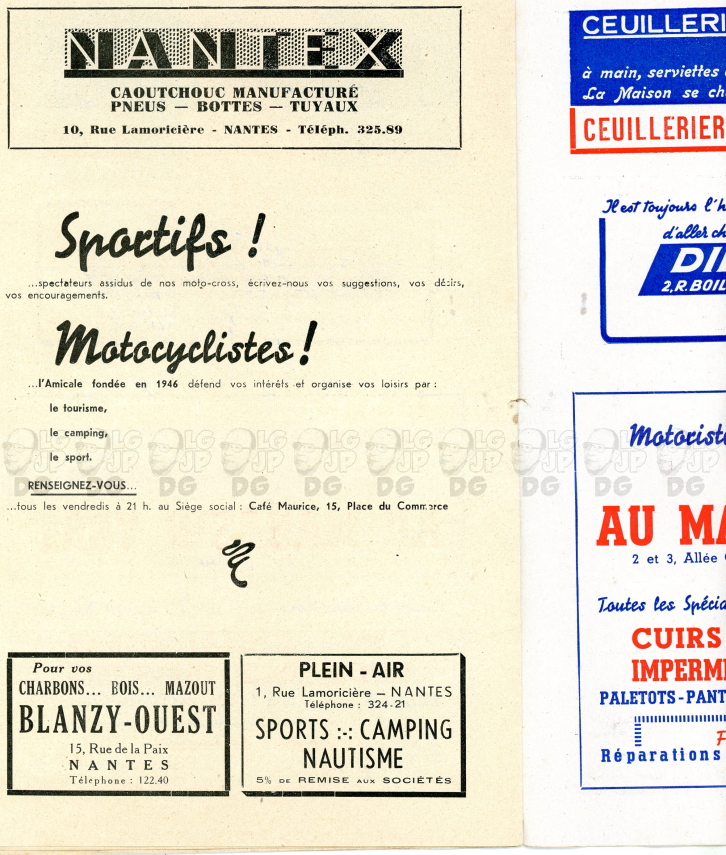 NANTEX
CAOUTCHOUC MANUFACTURÉ
PNEUS — BOTTES — TUYAUX
10, Rue Lamoricière - NANTES - Téléph. 325.89
Sportifs !
...spectateurs assidus de nos moto-cross, écrivez-nous vos suggestions, vos désirs,
vos encouragements.
Motocyclistes !
...l'Amicale fondée en 1946 défend vos intérêts et organise vos loisirs par :
le tourisme,
le camping,
le sport.
RENSEIGNEZ-VOUS...
...tous les vendredis à 21 h. au Siège social : Café Maurice, 15, Place du Commerce
Pour vos
CHARBONS... BOIS... MAZOUT
BLANZY-OUEST
15, Rue de la Paix
NANTES
Téléphone : 122.40
PLEIN - AIR
1, Rue Lamoricière — NANTES
Téléphone : 324-21
SPORTS :-: CAMPING
NAUTISME
5% DE REMISE AUX SOCIÉTÉS
CEUILLERI
à main, serviettes
La Maison se ch
CEUILLERIER
Il est toujours l'h
d'aller ch
DI
2,R.BOIL
Motorist
AU MA
2 et 3, Allée
Toutes les Spécia
CUIRS
IMPERM
PALETOTS-PANT
F
Réparations
LG JP DG